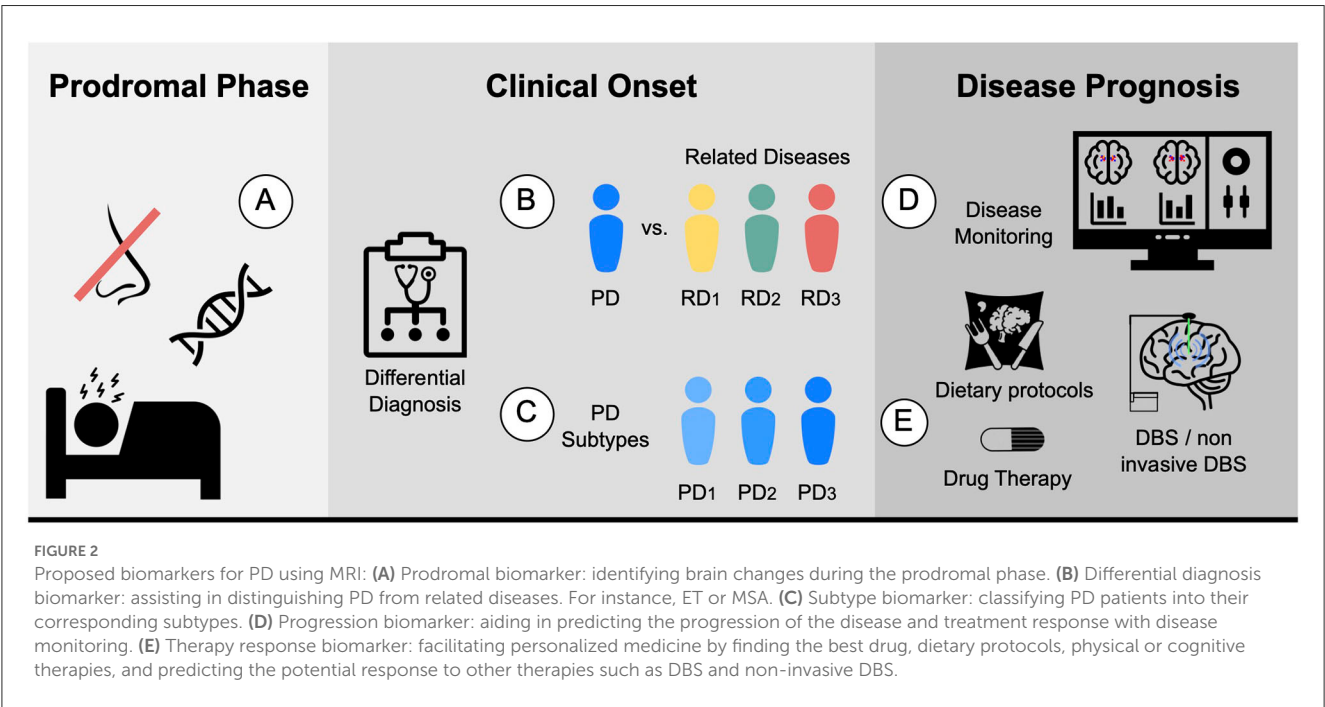 Prodromal Phase
A
Clinical Onset
Differential
Diagnosis
B
Related Diseases
PD
vs.
RD1 RD2 RD3
C
PD
Subtypes
PD1 PD2 PD3
Disease Prognosis
D
Disease
Monitoring
E
Dietary protocols
Drug Therapy
DBS / non
invasive DBS
FIGURE 2
Proposed biomarkers for PD using MRI: (A) Prodromal biomarker: identifying brain changes during the prodromal phase. (B) Differential diagnosis
biomarker: assisting in distinguishing PD from related diseases. For instance, ET or MSA. (C) Subtype biomarker: classifying PD patients into their
corresponding subtypes. (D) Progression biomarker: aiding in predicting the progression of the disease and treatment response with disease
monitoring. (E) Therapy response biomarker: facilitating personalized medicine by finding the best drug, dietary protocols, physical or cognitive
therapies, and predicting the potential response to other therapies such as DBS and non-invasive DBS.